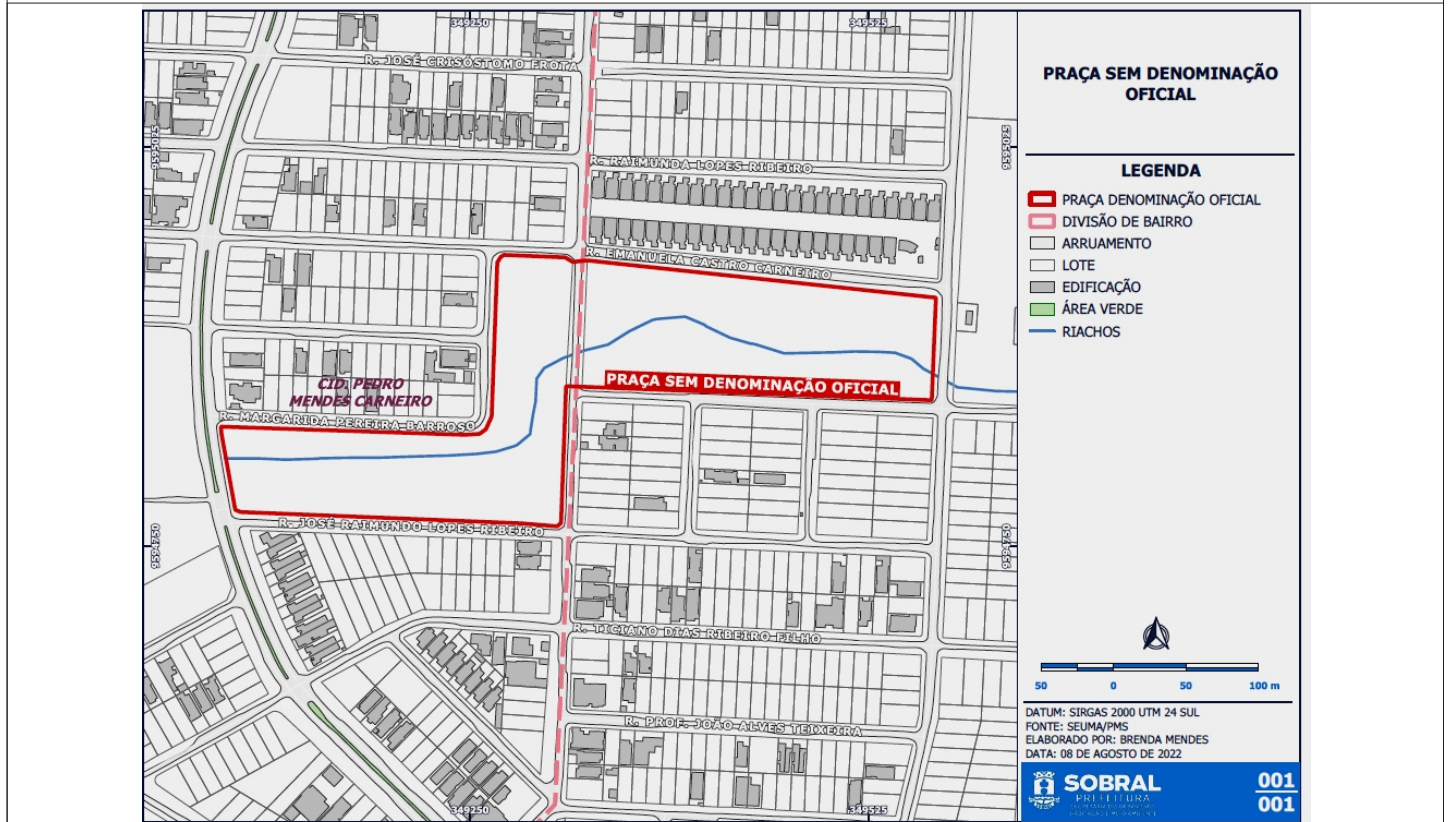 349250
349525
R. JOSÉ CRISÓSTOMO FROTA
PRAÇA SEM DENOMINAÇÃO
OFICIAL
9595025
9595025
R. RAIMUNDA LOPES RIBEIRO
LEGENDA
PRAÇA DENOMINAÇÃO OFICIAL
DIVISÃO DE BAIRRO
ARRUAMENTO
LOTE
EDIFICAÇÃO
ÁREA VERDE
RIACHOS
R. EMANUELA CASTRO CARNEIRO
PRAÇA SEM DENOMINAÇÃO OFICIAL
CID. PEDRO
MENDES CARNEIRO
R. MARGARIDA PEREIRA BARROSO
R. JOSÉ RAIMUNDO LOPES RIBEIRO
9594750
9594750
R. TICIANO DIAS RIBEIRO FILHO
R. PROF. JOÃO ALVES TEIXEIRA
50 0 50 100 m
DATUM: SIRGAS 2000 UTM 24 SUL
FONTE: SEUMA/PMS
ELABORADO POR: BRENDA MENDES
DATA: 08 DE AGOSTO DE 2022
SOBRAL
PREFEITURA
001
001
349250
349525